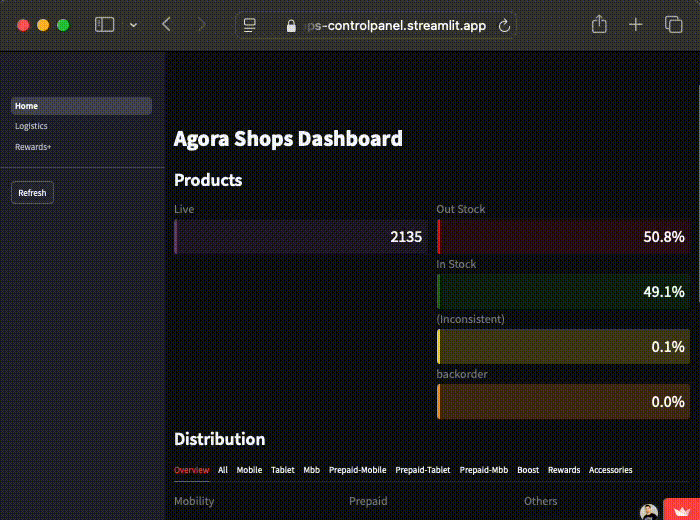 ps-controlpanel.streamlit.app
Home
Logistics
Rewards+
Refresh
Agora Shops Dashboard
Products
Live
2135
Out Stock
50.8%
In Stock
49.1%
(Inconsistent)
0.1%
backorder
0.0%
Distribution
Overview All Mobile Tablet Mbb Prepaid-Mobile Prepaid-Tablet Prepaid-Mbb Boost Rewards Accessories
Mobility Prepaid Others